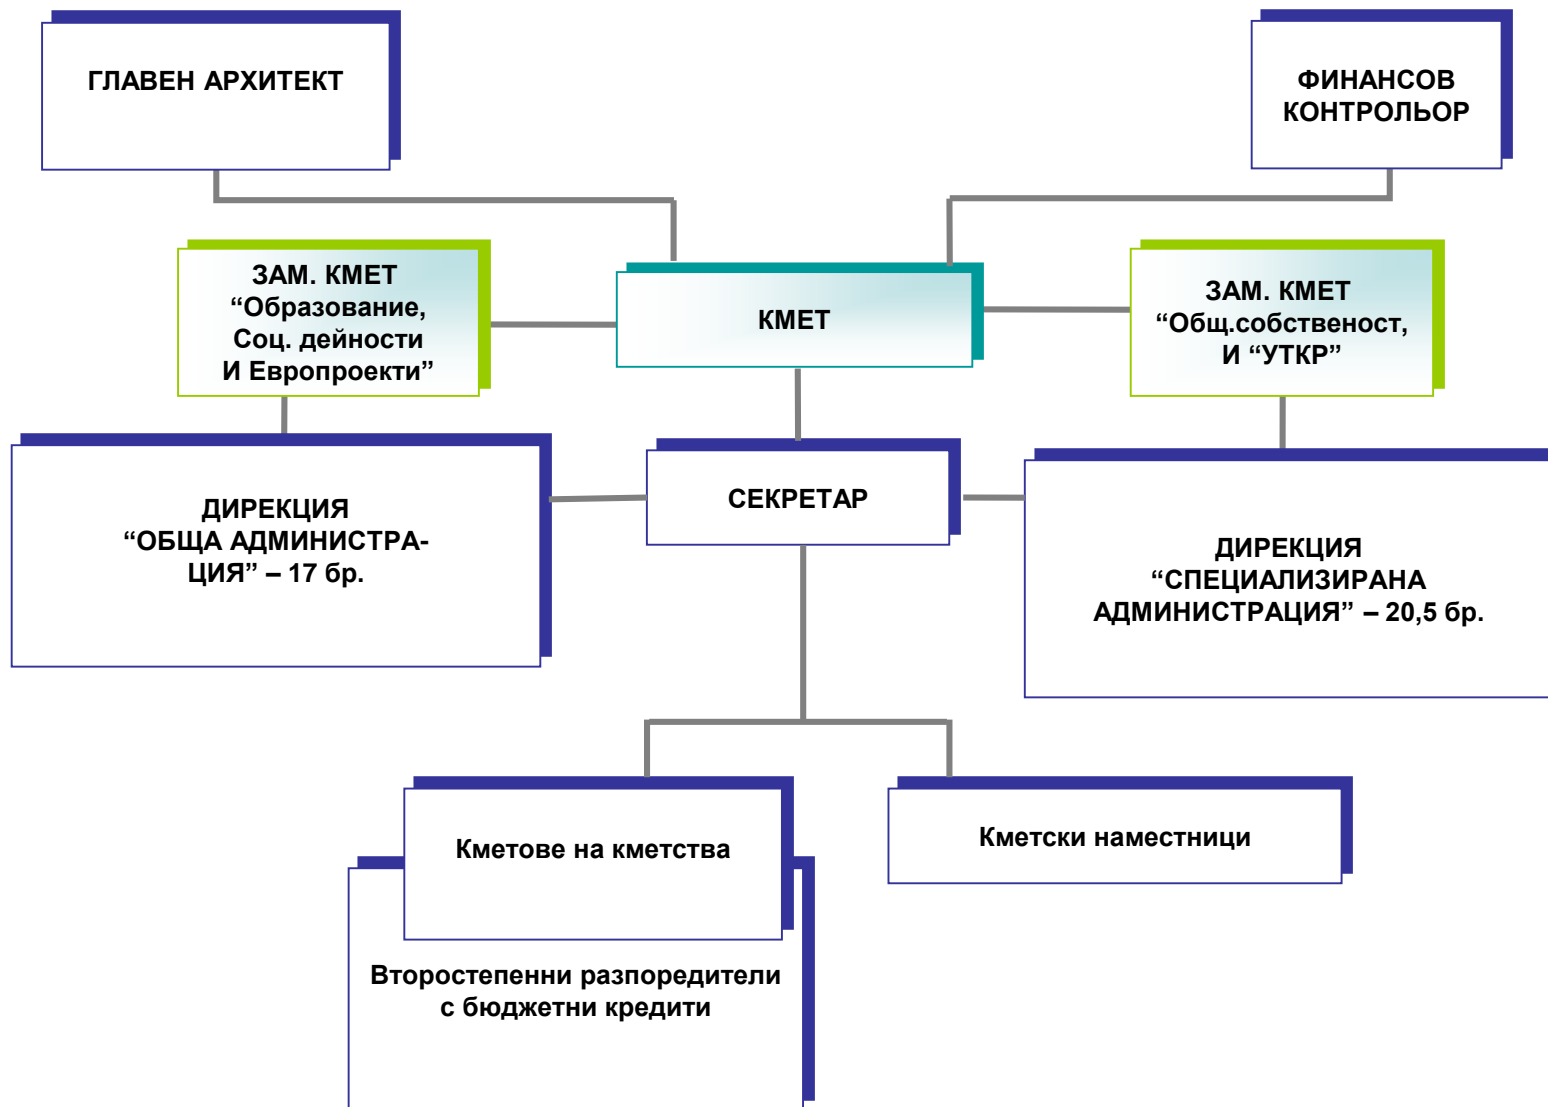 ГЛАВЕН АРХИТЕКТ
ФИНАНСОВ
КОНТРОЛЬОР
ЗАМ. КМЕТ
“Образование,
Соц. дейности
И Европроекти”
КМЕТ
ЗАМ. КМЕТ
“Общ.собственост,
И “УТКР”
ДИРЕКЦИЯ
“ОБЩА АДМИНИСТРА-
ЦИЯ” – 17 бр.
СЕКРЕТАР
ДИРЕКЦИЯ
“СПЕЦИАЛИЗИРАНА
АДМИНИСТРАЦИЯ” – 20,5 бр.
Кметове на кметства
Кметски наместници
Второстепенни разпоредители
с бюджетни кредити